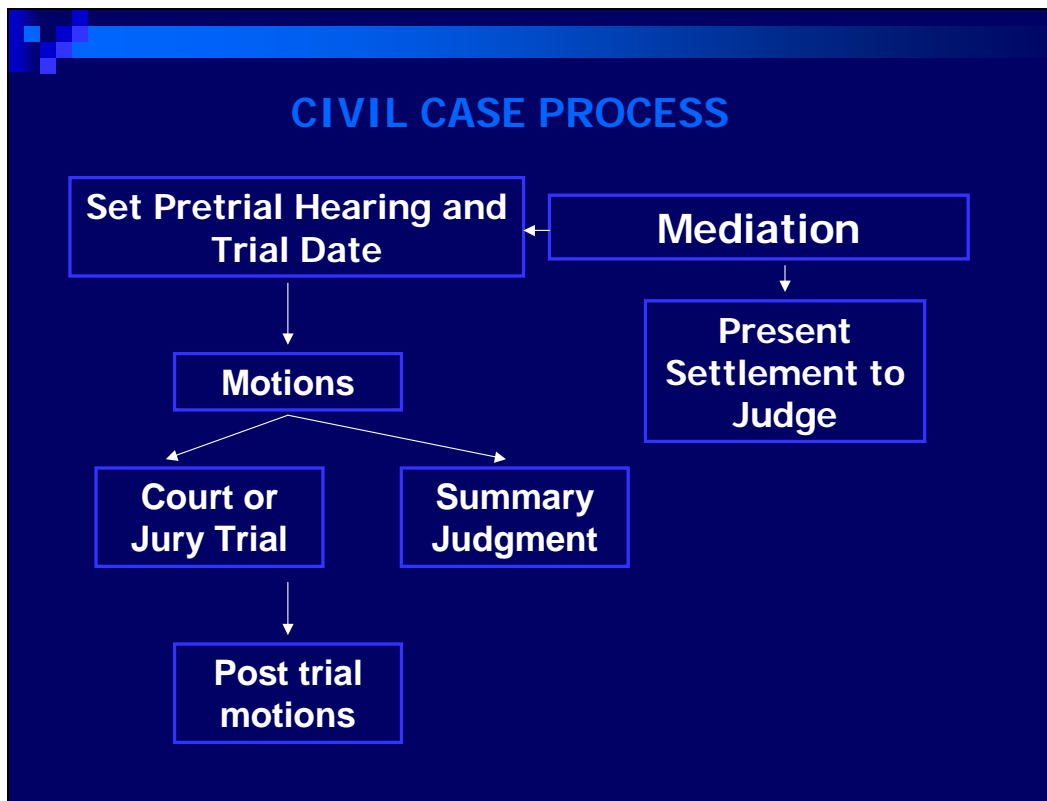 CIVIL CASE PROCESS
Set Pretrial Hearing and
Trial Date
Mediation
Present
Settlement to
Judge
Motions
Court or
Jury Trial
Summary
Judgment
Post trial
motions